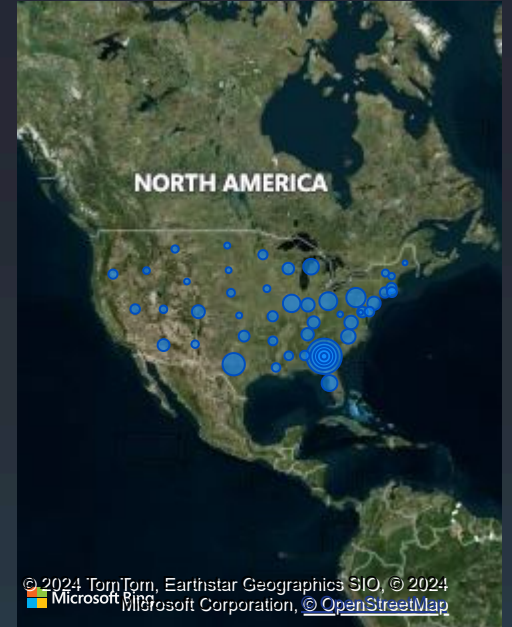 NORTH AMERICA
© 2024 TomTom, Earthstar Geographics SIO, © 2024
Microsoft Bing
Microsoft Corporation, © OpenStreetMap